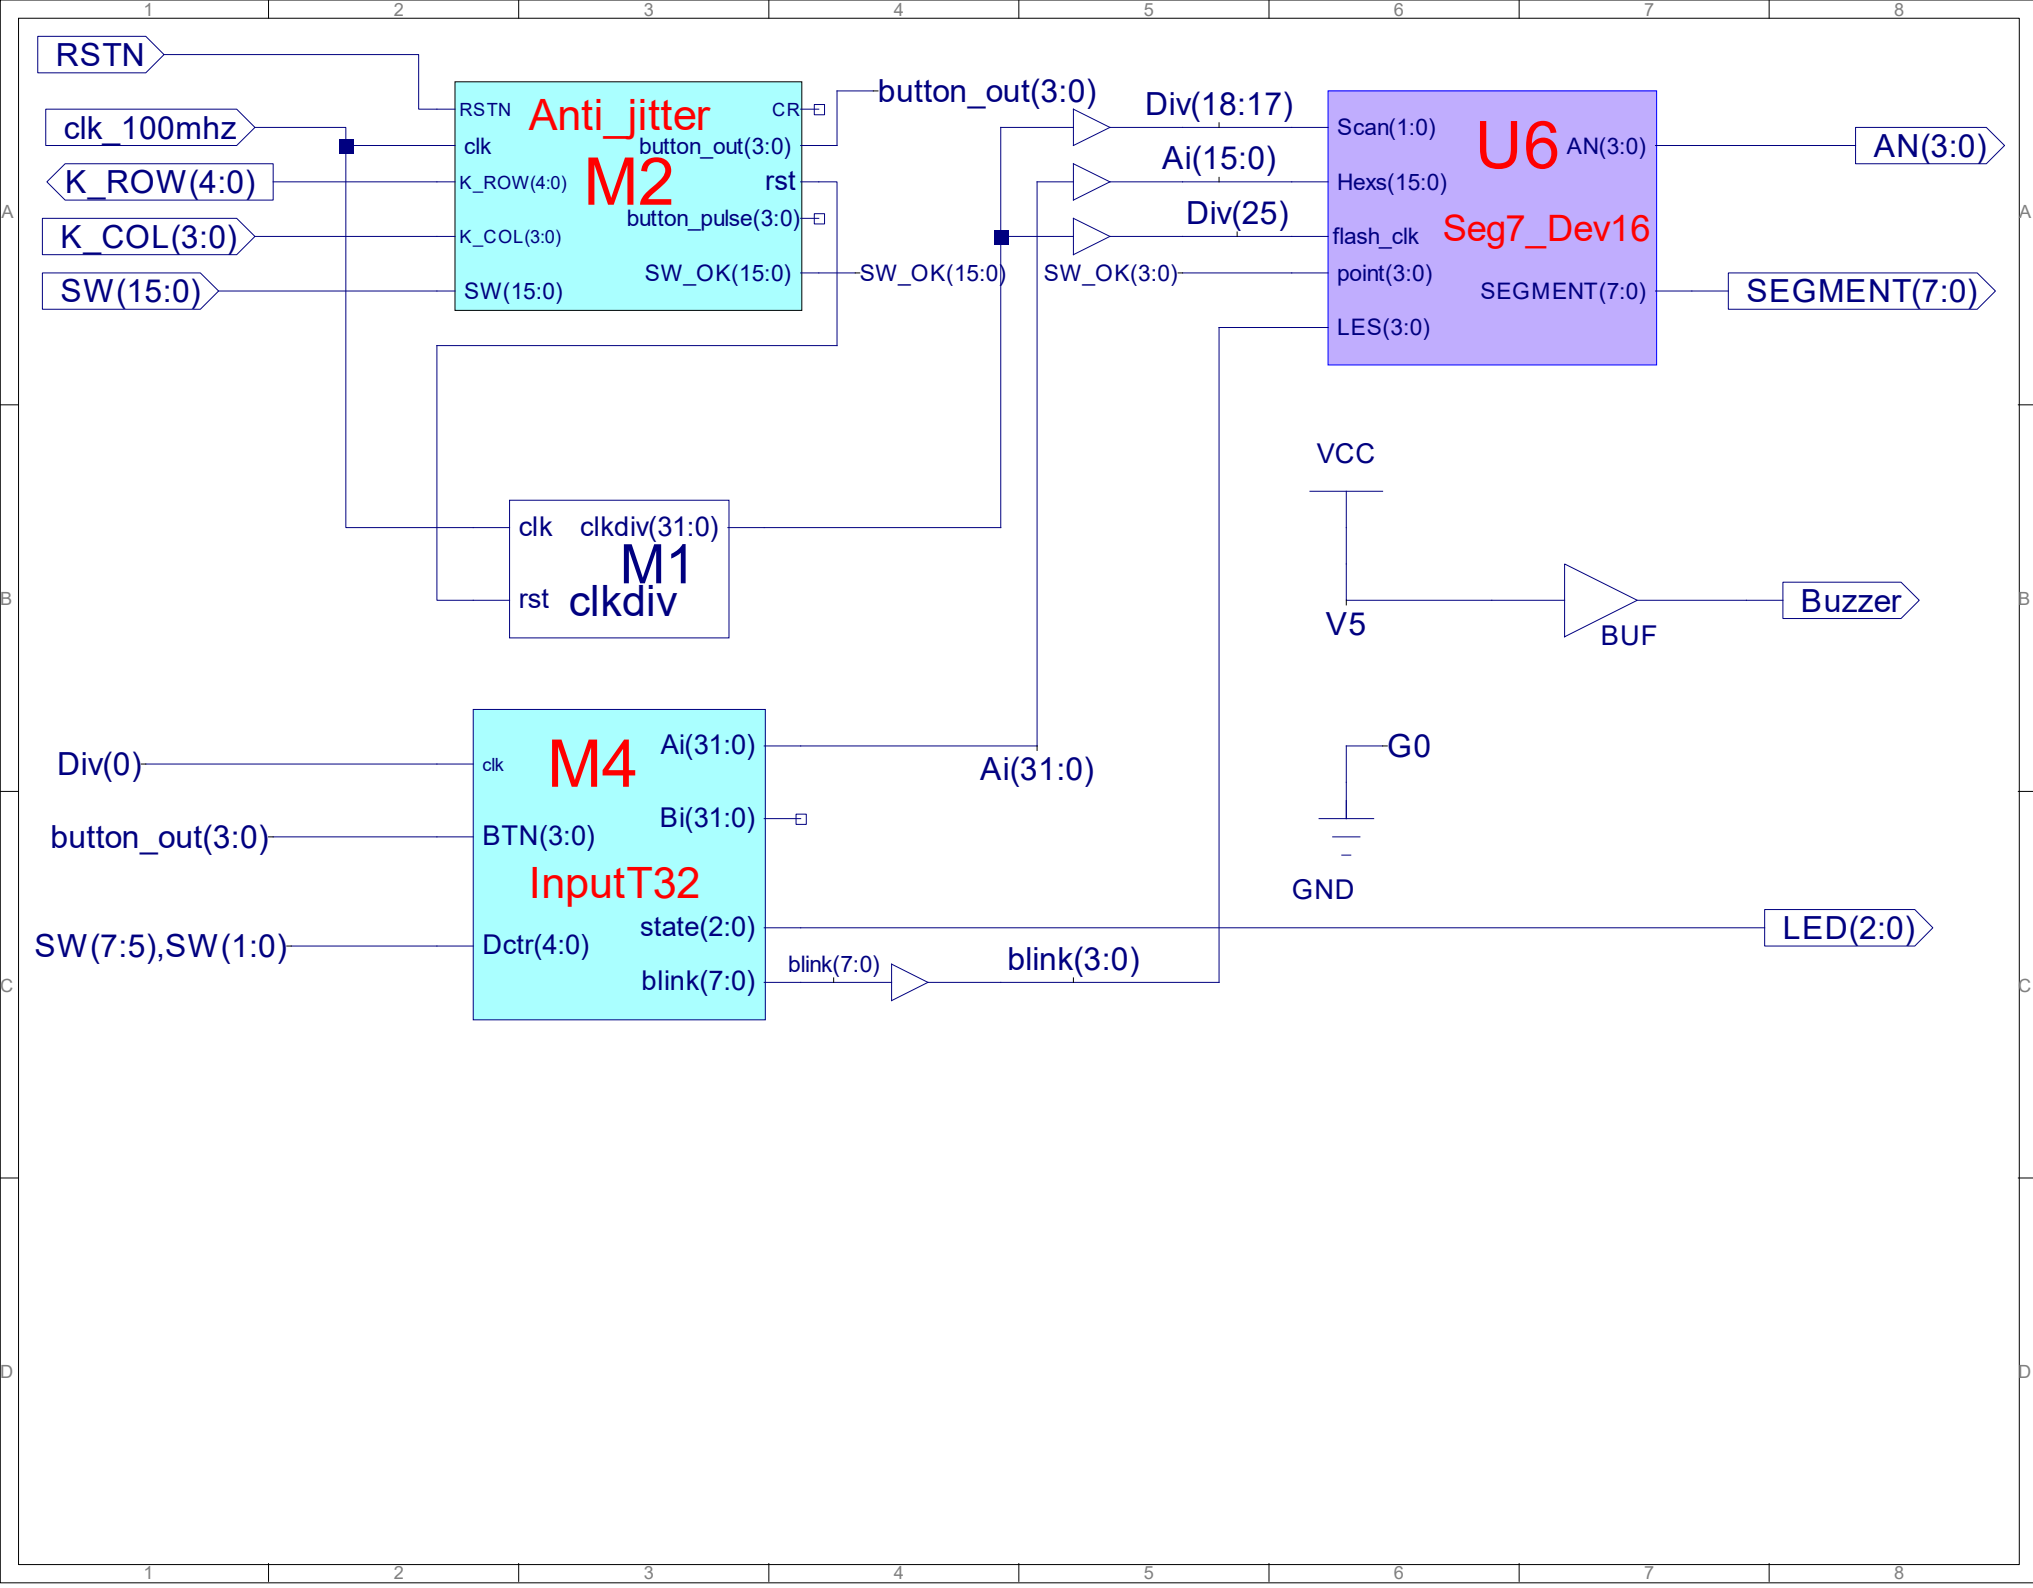 1 2 3 4 5 6 7 8
RSTN
clk_100mhz
K_ROW(4:0)
K_COL(3:0)
SW(15:0)
A
RSTN
Anti_jitter
CR
clk
button_out(3:0)
M2
K_ROW(4:0)
rst
button_pulse(3:0)
K_COL(3:0)
SW_OK(15:0)
SW(15:0)
button_out(3:0)
SW_OK(15:0)
Div(18:17)
Ai(15:0)
Div(25)
SW_OK(3:0)
Scan(1:0)
U6
AN(3:0)
Hexs(15:0)
Seg7_Dev16
flash_clk
point(3:0)
SEGMENT(7:0)
LES(3:0)
AN(3:0)
SEGMENT(7:0)
A
B
clk
clkdiv(31:0)
M1
rst
clkdiv
VCC
V5
BUF
Buzzer
B
Div(0)
button_out(3:0)
SW(7:5),SW(1:0)
C
clk
M4
Ai(31:0)
Bi(31:0)
BTN(3:0)
InputT32
state(2:0)
Dctr(4:0)
blink(7:0)
Ai(31:0)
blink(7:0)
blink(3:0)
G0
GND
LED(2:0)
C
D
D
1 2 3 4 5 6 7 8